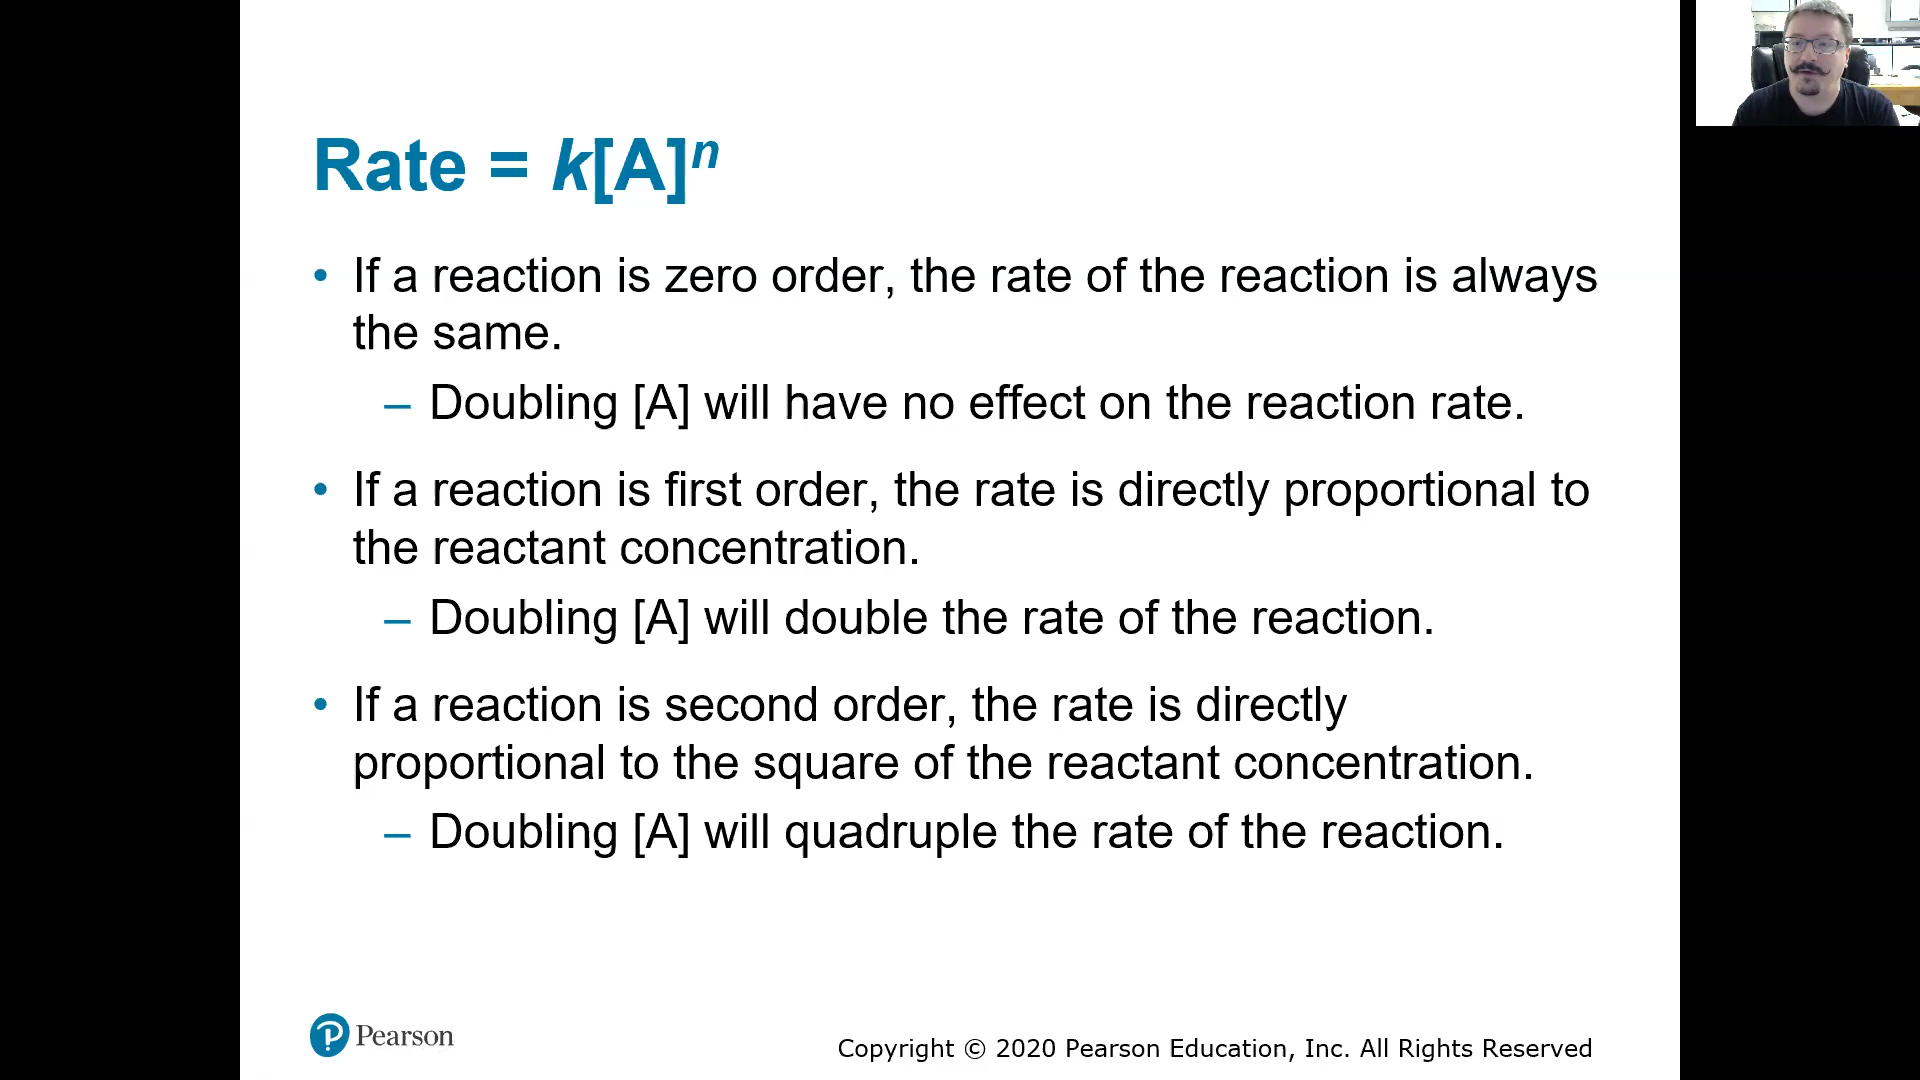 Rate = k[A]ⁿ
• If a reaction is zero order, the rate of the reaction is always
the same.
– Doubling [A] will have no effect on the reaction rate.
• If a reaction is first order, the rate is directly proportional to
the reactant concentration.
– Doubling [A] will double the rate of the reaction.
• If a reaction is second order, the rate is directly
proportional to the square of the reactant concentration.
– Doubling [A] will quadruple the rate of the reaction.
P Pearson
Copyright © 2020 Pearson Education, Inc. All Rights Reserved